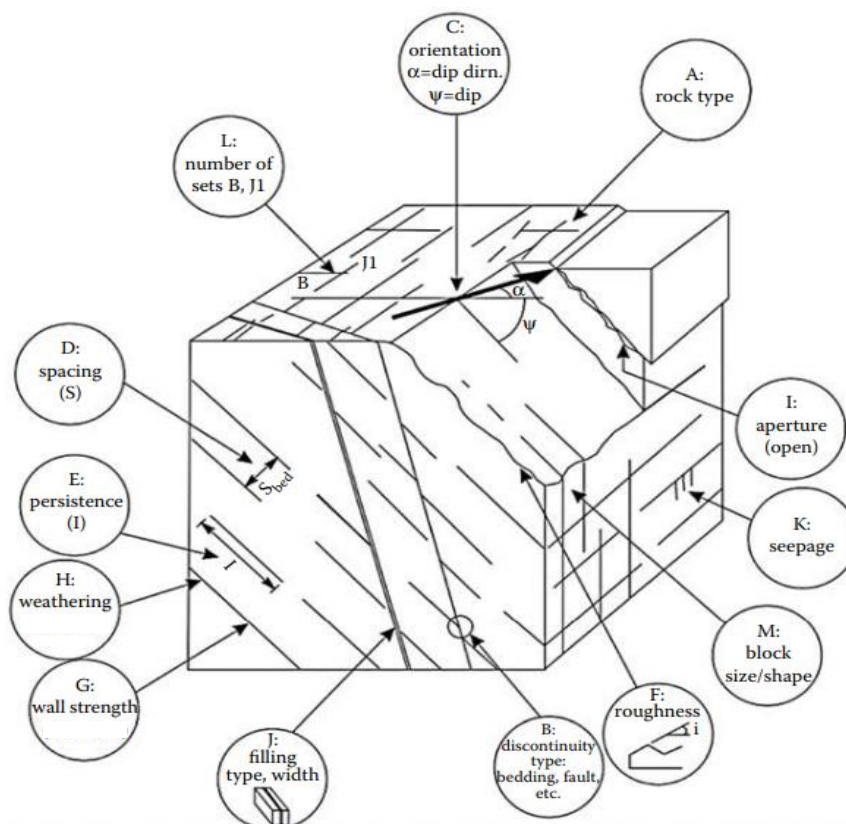 C:
orientation
α=dip dirn.
ψ=dip
A:
rock type
L:
number of
sets B, J1
J1
B
α
ψ
D:
spacing
(S)
S_bed
I:
aperture
(open)
E:
persistence
(I)
I
K:
seepage
H:
weathering
M:
block
size/shape
G:
wall strength
F:
roughness
i
J:
filling
type, width
B:
discontinuity
type:
bedding, fault,
etc.